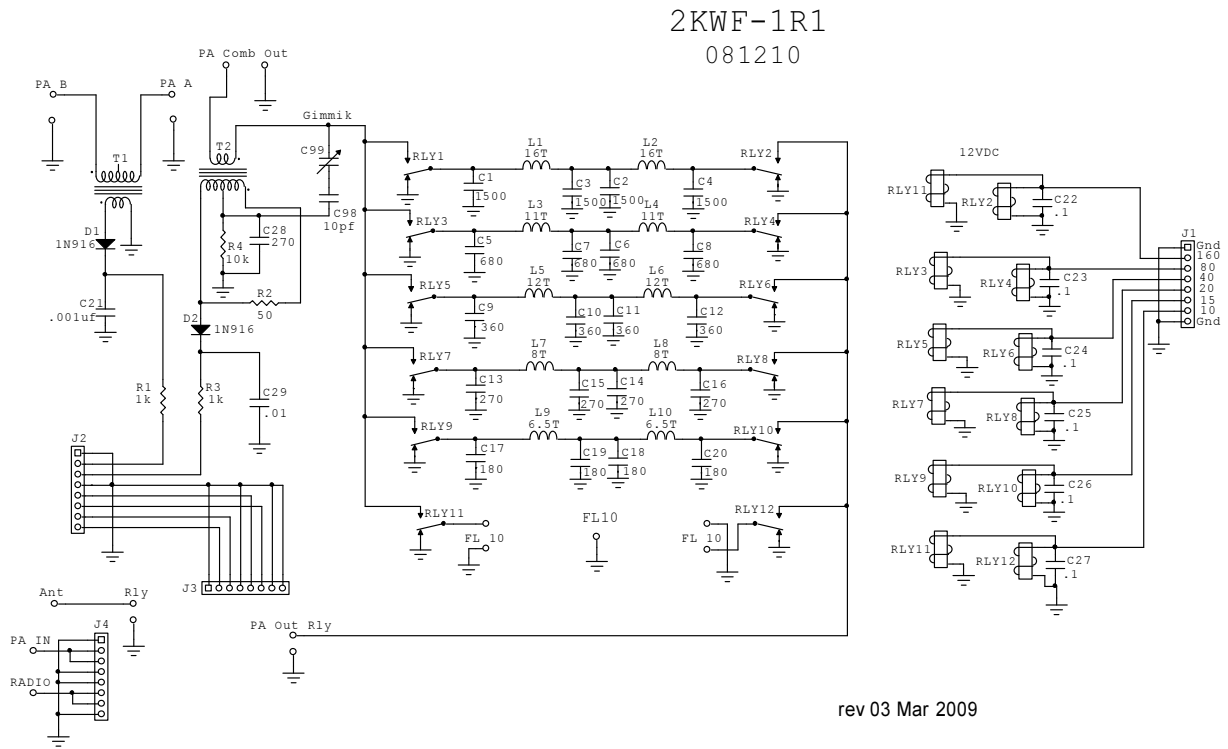 2KWF-1R1
081210
PA Comb Out
PA B
PA A
Gimmik
T1
T2
C99
C98
10pf
D1
1N916
R4
10k
C28
270
C21
.001uf
R2
50
D2
1N916
R1
1k
R3
1k
C29
.01
J2
J3
Ant
Rly
J4
PA IN
RADIO
PA Out Rly
RLY1
L1
16T
L2
16T
RLY2
C1
1500
C3
1500
C2
1500
C4
1500
RLY3
L3
11T
L4
11T
RLY4
C5
680
C7
680
C6
680
C8
680
RLY5
L5
12T
L6
12T
RLY6
C9
360
C10
360
C11
360
C12
360
RLY7
L7
8T
L8
8T
RLY8
C13
270
C15
270
C14
270
C16
270
RLY9
L9
6.5T
L10
6.5T
RLY10
C17
180
C19
180
C18
180
C20
180
RLY11
FL 10
FL10
FL 10
RLY12
12VDC
RLY11
RLY2
C22
.1
RLY3
RLY4
C23
.1
RLY5
RLY6
C24
.1
RLY7
RLY8
C25
.1
RLY9
RLY10
C26
.1
RLY11
RLY12
C27
.1
J1
Gnd
160
80
40
20
15
10
Gnd
rev 03 Mar 2009